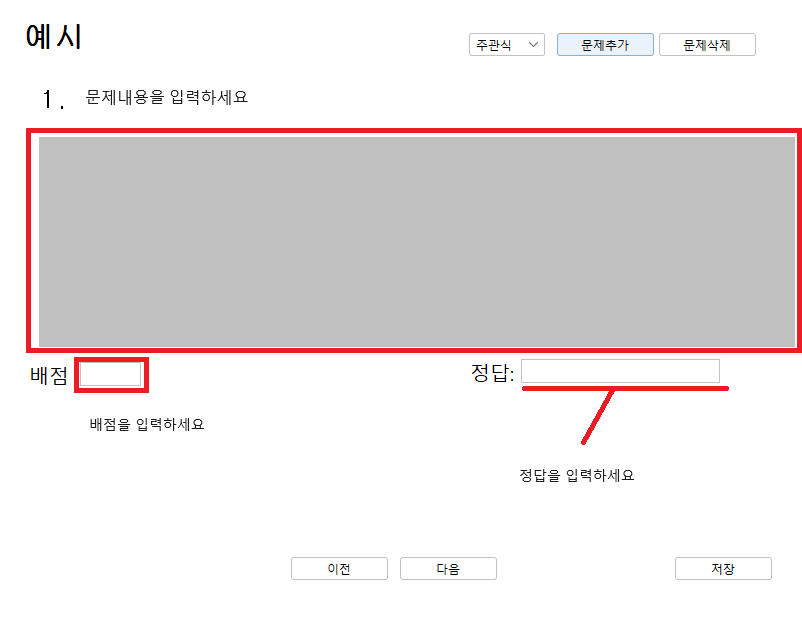 예시
주관식 문제추가 문제삭제
1. 문제내용을 입력하세요
배점 정답:
배점을 입력하세요
정답을 입력하세요
이전 다음 저장